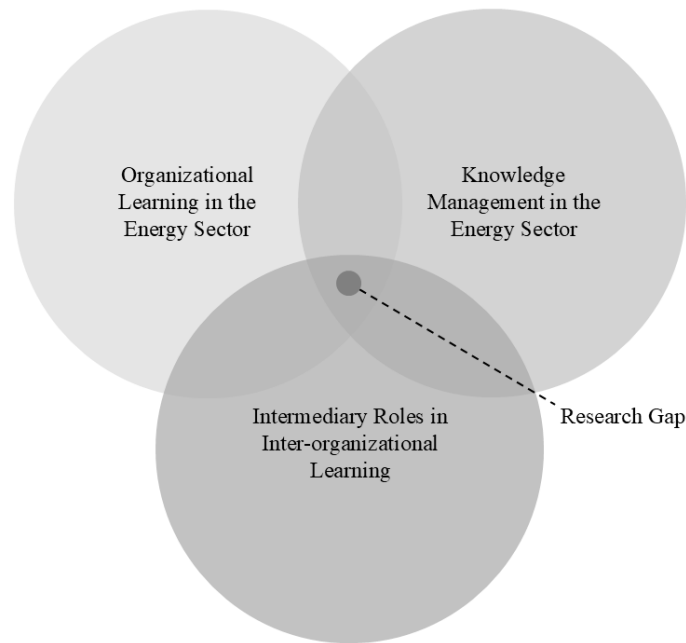 Organizational
Learning in the
Energy Sector
Knowledge
Management in the
Energy Sector
Intermediary Roles in
Inter-organizational
Learning
Research Gap